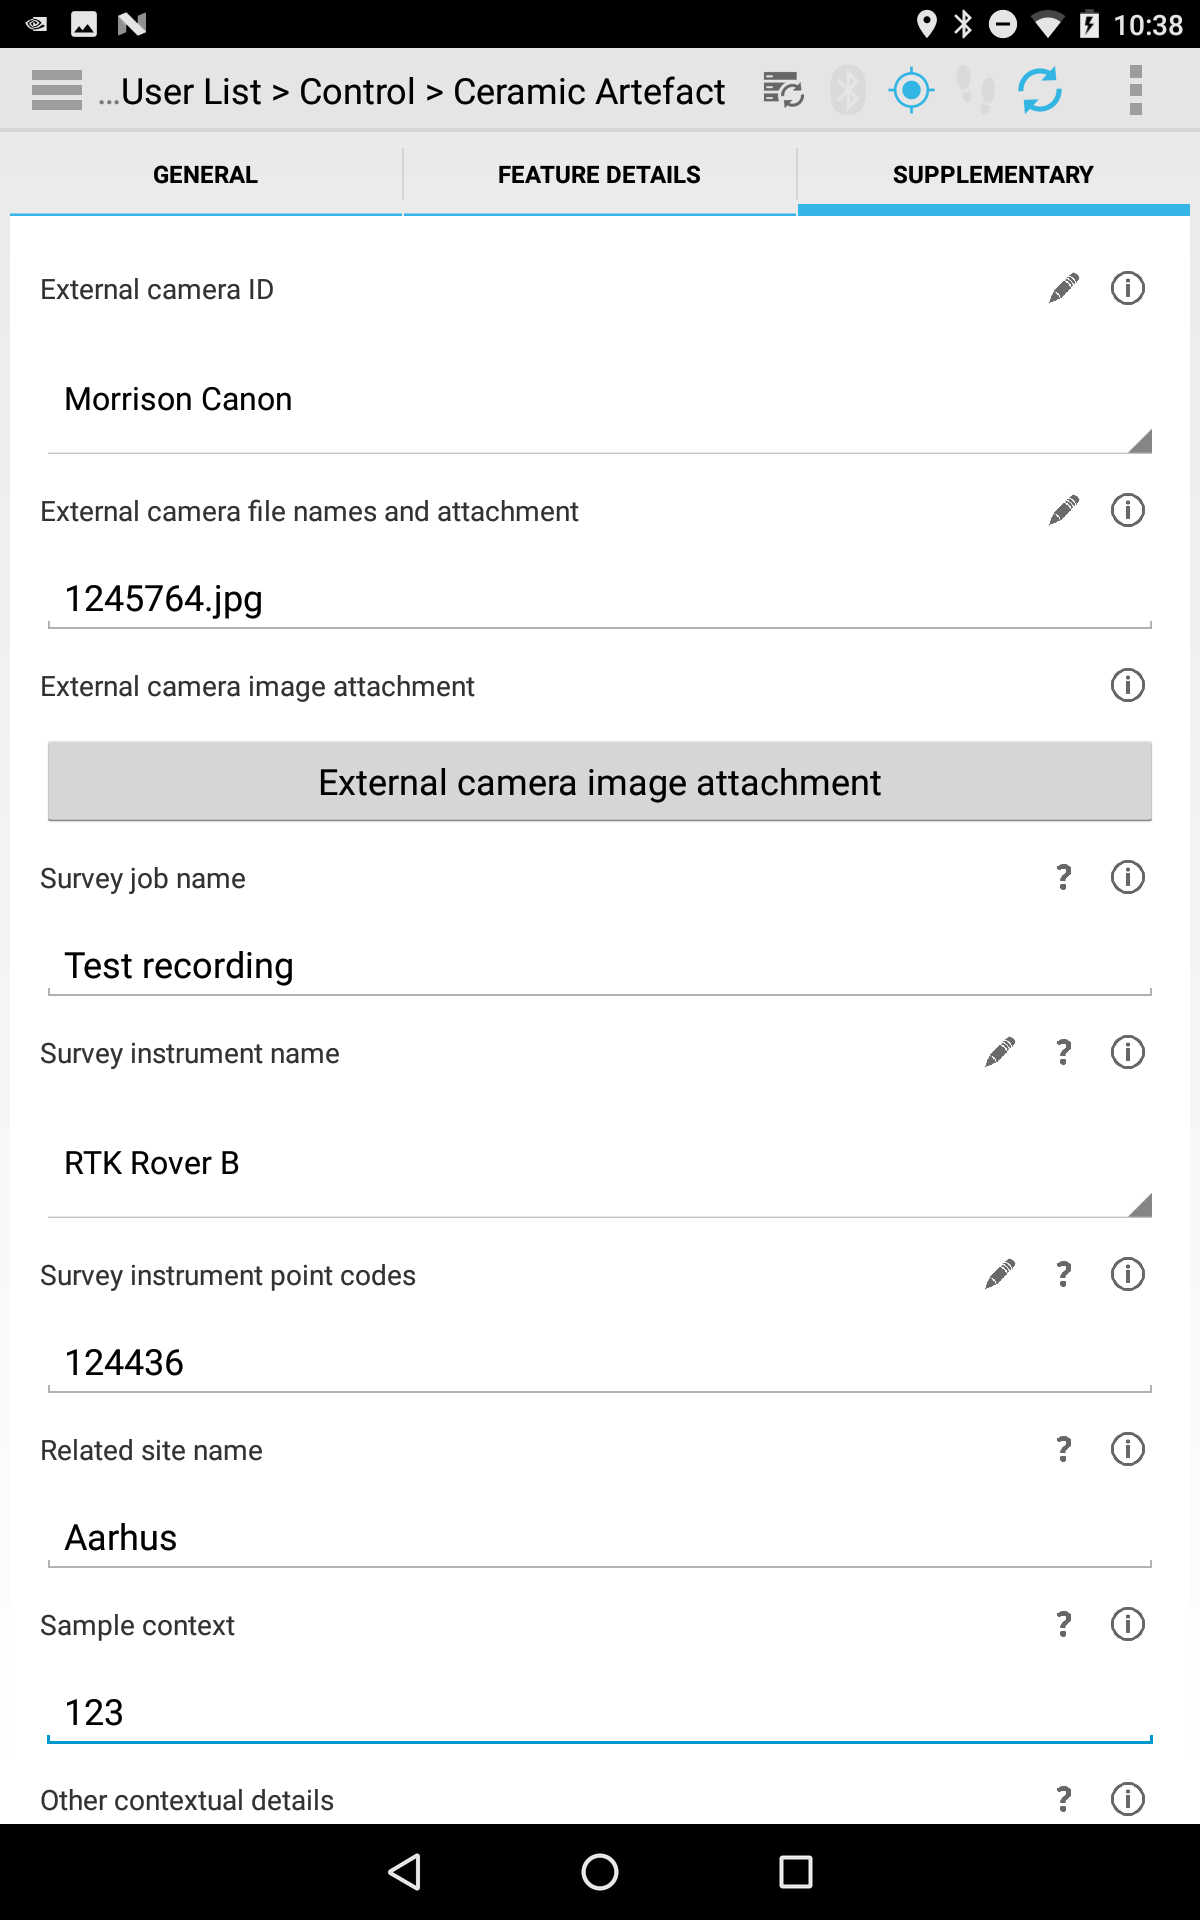 10:38
...User List > Control > Ceramic Artefact
GENERAL
FEATURE DETAILS
SUPPLEMENTARY
External camera ID
Morrison Canon
External camera file names and attachment
1245764.jpg
External camera image attachment
External camera image attachment
Survey job name
?
Test recording
Survey instrument name
?
RTK Rover B
Survey instrument point codes
?
124436
Related site name
?
Aarhus
Sample context
?
123
Other contextual details
?